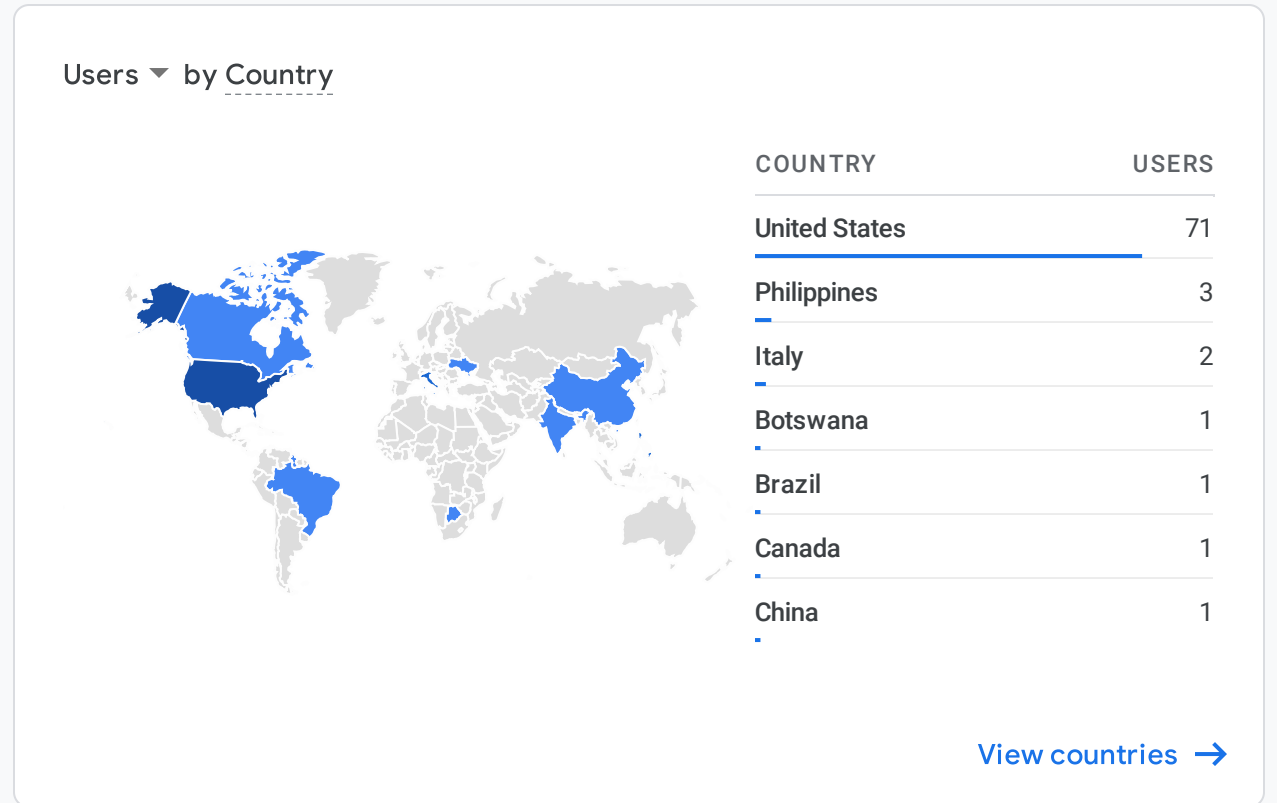 Users by Country
COUNTRY USERS
United States 71
Philippines 3
Italy 2
Botswana 1
Brazil 1
Canada 1
China 1
View countries